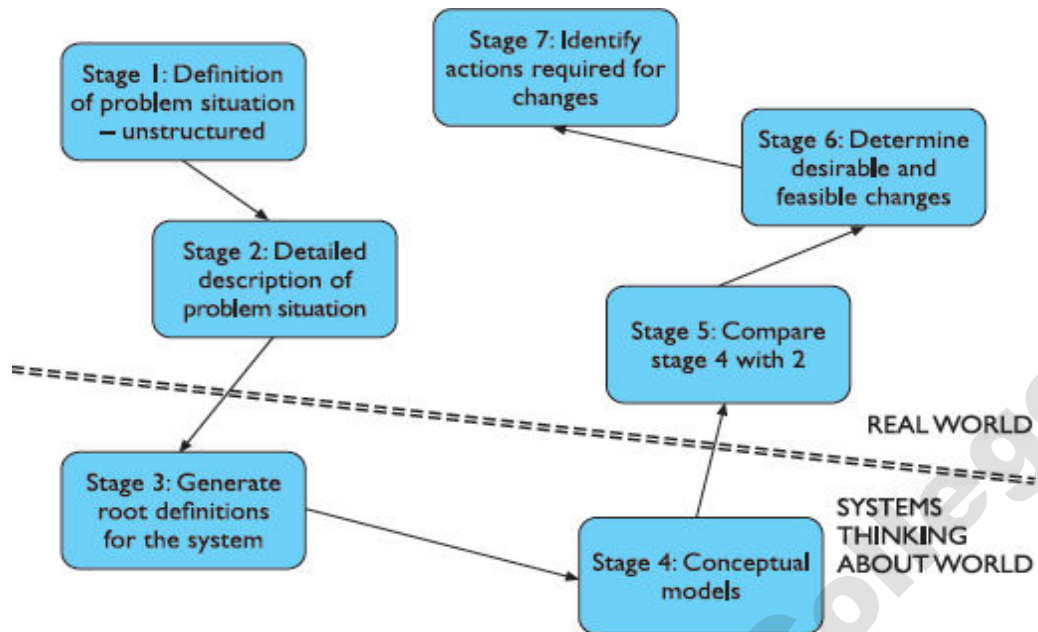 Stage 1: Definition
of problem situation
– unstructured
Stage 2: Detailed
description of
problem situation
Stage 3: Generate
root definitions
for the system
Stage 4: Conceptual
models
Stage 5: Compare
stage 4 with 2
Stage 6: Determine
desirable and
feasible changes
Stage 7: Identify
actions required for
changes
REAL WORLD
SYSTEMS
THINKING
ABOUT WORLD
College